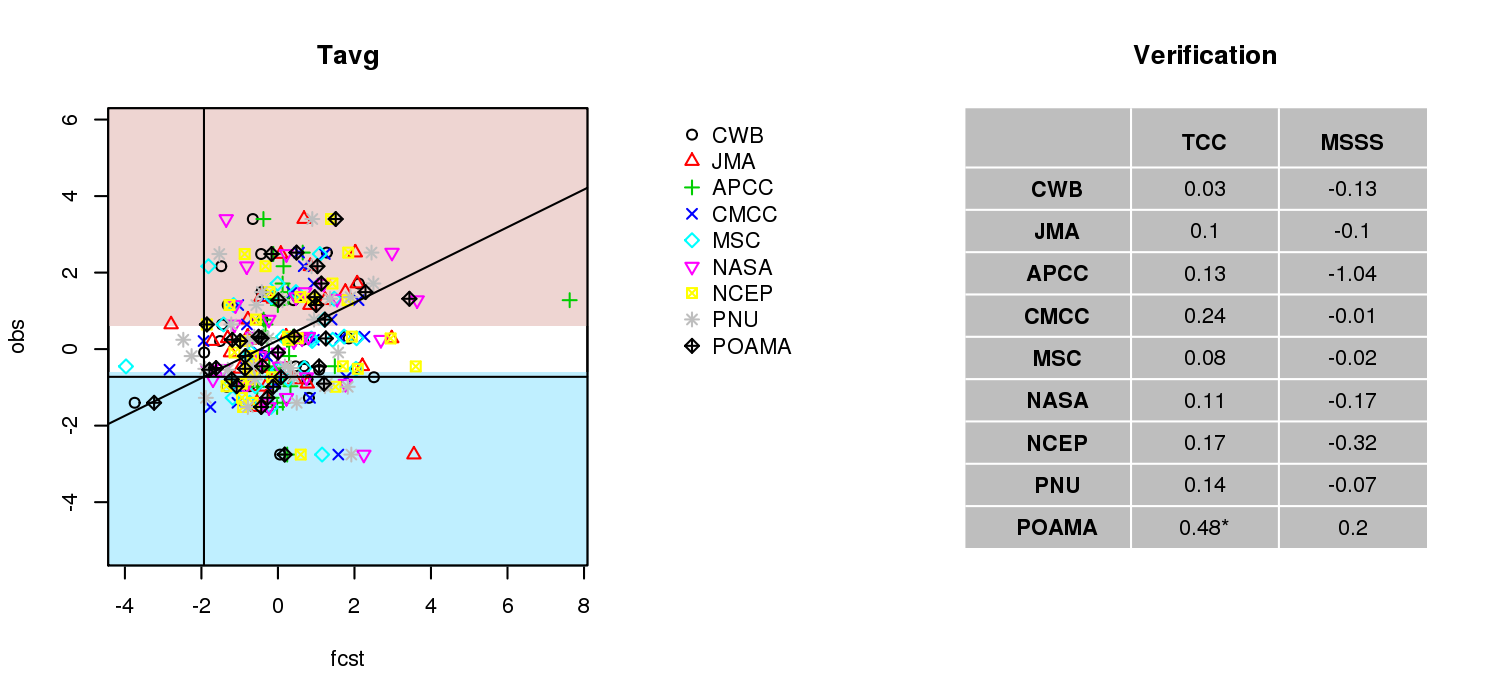 Tavg
6
4
2
0
-2
-4
obs
-4 -2 0 2 4 6 8
fcst
CWB
JMA
APCC
CMCC
MSC
NASA
NCEP
PNU
POAMA
Verification
TCC MSSS
CWB 0.03 -0.13
JMA 0.1 -0.1
APCC 0.13 -1.04
CMCC 0.24 -0.01
MSC 0.08 -0.02
NASA 0.11 -0.17
NCEP 0.17 -0.32
PNU 0.14 -0.07
POAMA 0.48* 0.2